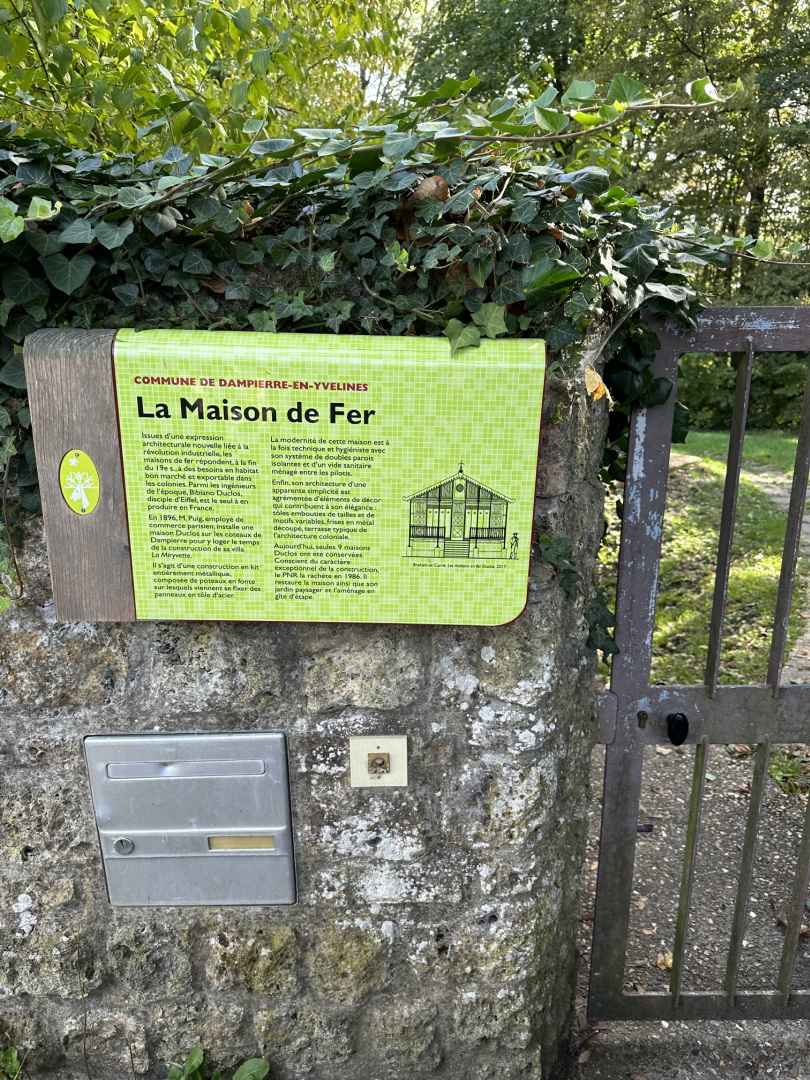 COMMUNE DE DAMPIERRE-EN-YVELINES
La Maison de Fer
Issues d'une expression
architecturale nouvelle liée à la
révolution industrielle, les
maisons de fer répondent, à la fin
du 19e s., à des besoins en habitat
bon marché et exportable dans
les colonies. Parmi les ingénieurs
de l'époque, Bibiano Duclos,
disciple d'Eiffel, est le seul à en
produire en France.
En 1896, M. Puig, employé de
commerce parisien, installe une
maison Duclos sur les coteaux de
Dampierre pour y loger le temps
de la construction de sa villa
La Miryvette.
Il s'agit d'une construction en kit
entièrement métallique,
composée de poteaux en fonte
sur lesquels viennent se fixer des
panneaux en tôle d'acier.
La modernité de cette maison est à
la fois technique et hygiéniste avec
son système de doubles parois
isolantes et d'un vide sanitaire
ménagé entre les pilotis.
Enfin, son architecture d'une
apparente simplicité est
agrémentée d'éléments de décor
qui contribuent à son élégance :
tôles embouties de tailles et de
motifs variables, frises en métal
découpé, terrasse typique de
l'architecture coloniale.
Aujourd'hui, seules 9 maisons
Duclos ont été conservées.
Conscient du caractère
exceptionnel de la construction,
le PNR la rachète en 1986. Il
restaure la maison ainsi que son
jardin paysager et l'aménage en
gîte d'étape.